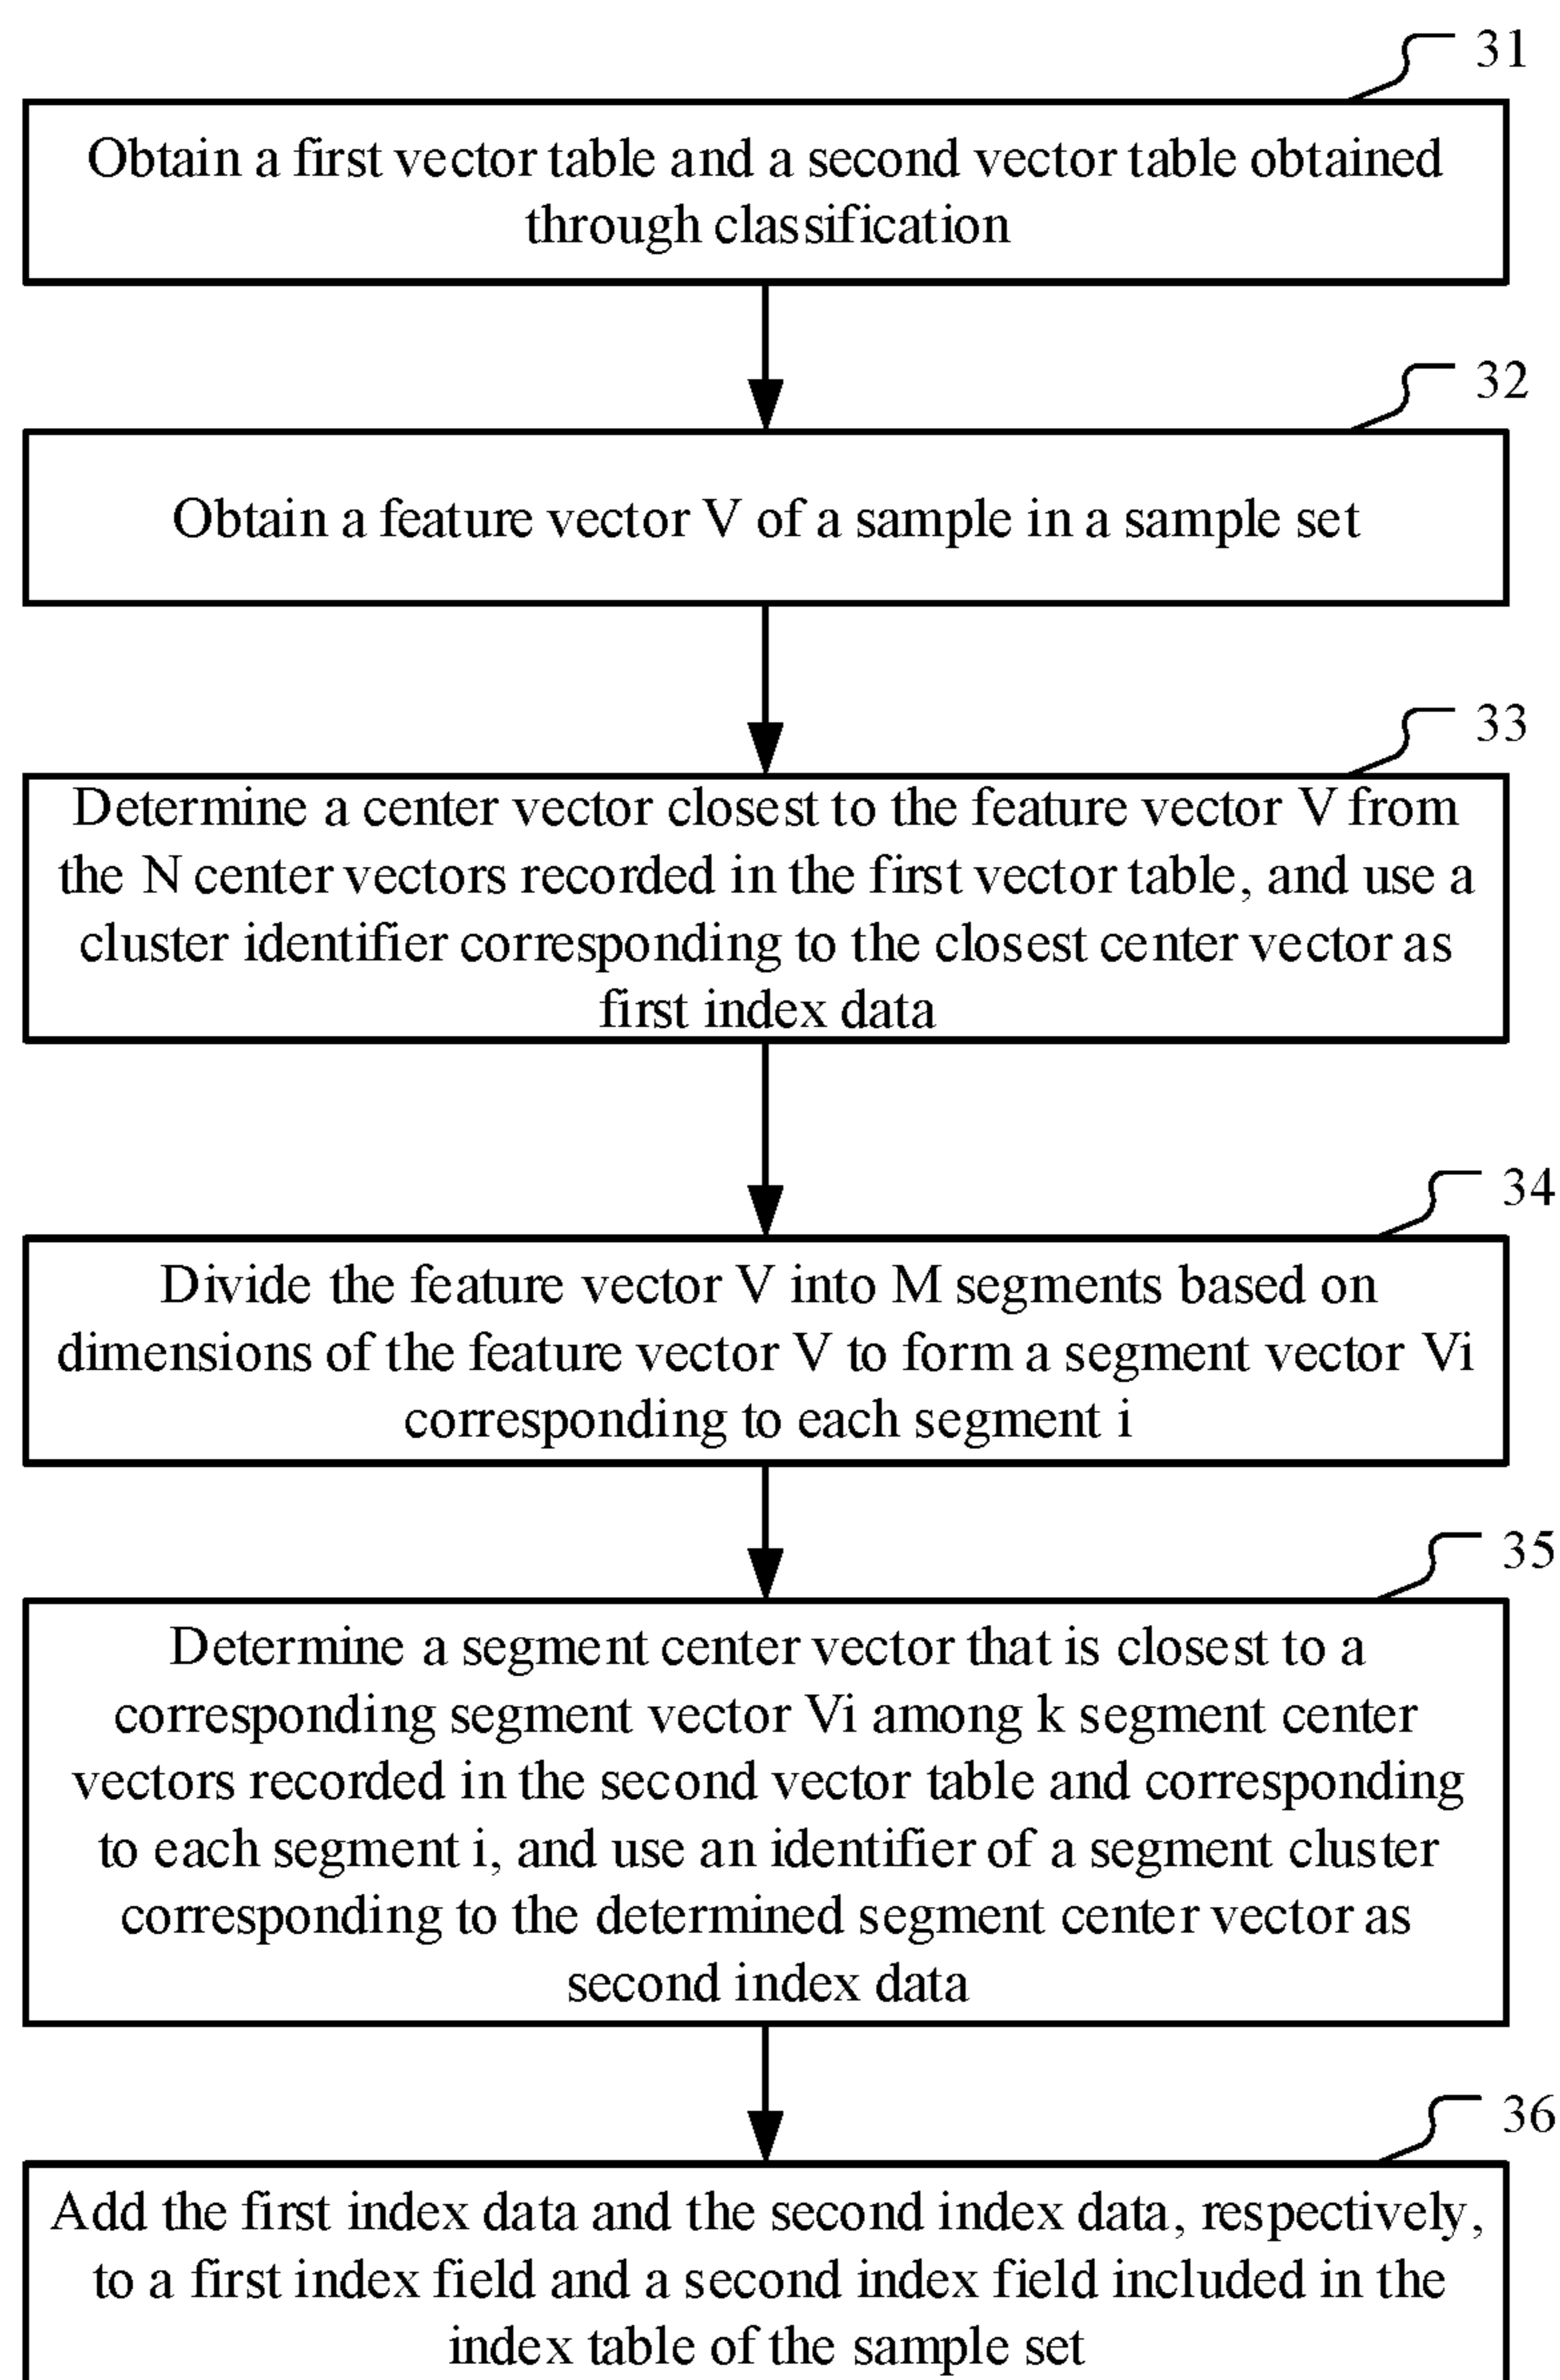 31
Obtain a first vector table and a second vector table obtained
through classification
32
Obtain a feature vector V of a sample in a sample set
33
Determine a center vector closest to the feature vector V from
the N center vectors recorded in the first vector table, and use a
cluster identifier corresponding to the closest center vector as
first index data
34
Divide the feature vector V into M segments based on
dimensions of the feature vector V to form a segment vector Vi
corresponding to each segment i
35
Determine a segment center vector that is closest to a
corresponding segment vector Vi among k segment center
vectors recorded in the second vector table and corresponding
to each segment i, and use an identifier of a segment cluster
corresponding to the determined segment center vector as
second index data
36
Add the first index data and the second index data, respectively,
to a first index field and a second index field included in the
index table of the sample set